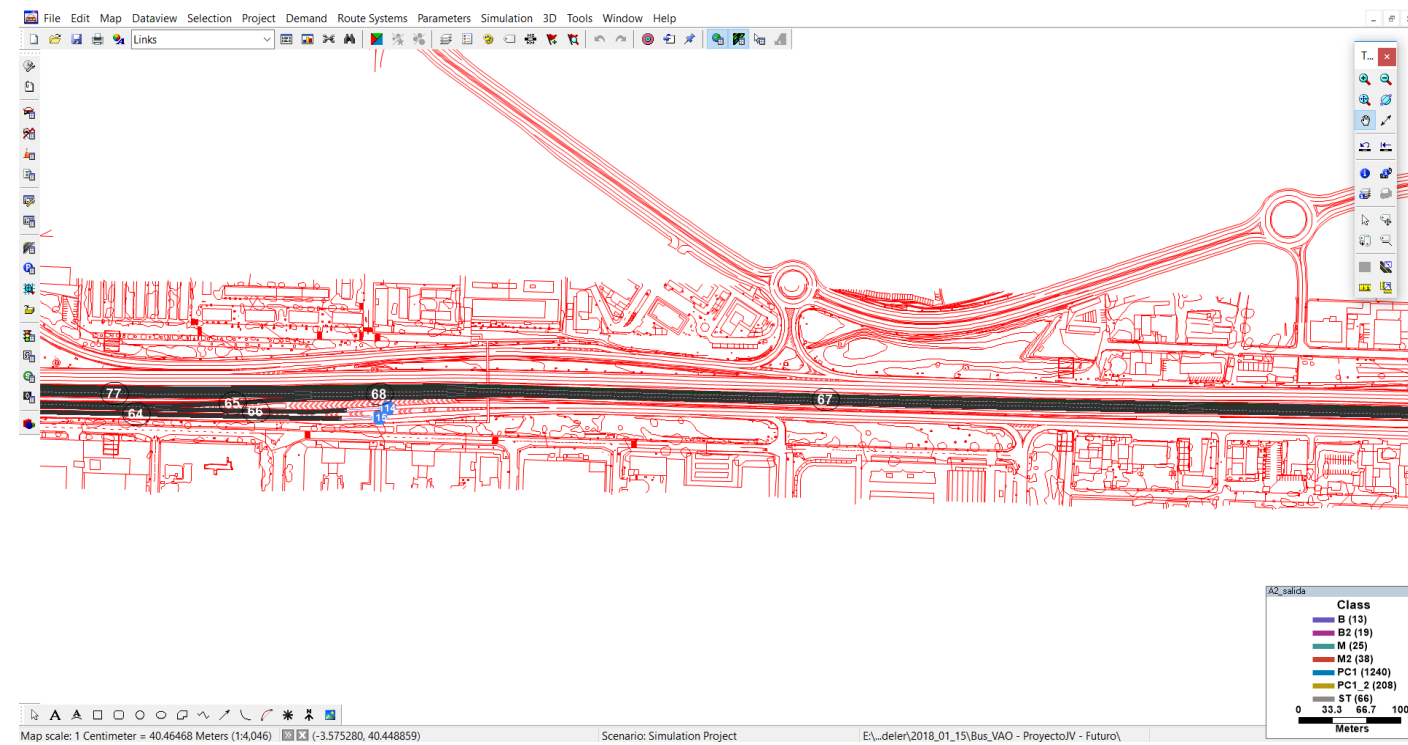 File Edit Map Dataview Selection Project Demand Route Systems Parameters Simulation 3D Tools Window Help
Links
T...
77
64
65
66
68
67
A2_salida
Class
B (13)
B2 (19)
M (25)
M2 (38)
PC1 (1240)
PC1_2 (208)
ST (66)
0 33.3 66.7 100
Meters
Map scale: 1 Centimeter = 40.46468 Meters (1:4,046) (-3.575280, 40.448859) Scenario: Simulation Project E:\...deler\2018_01_15\Bus_VAO - ProyectoJV - Futuro\